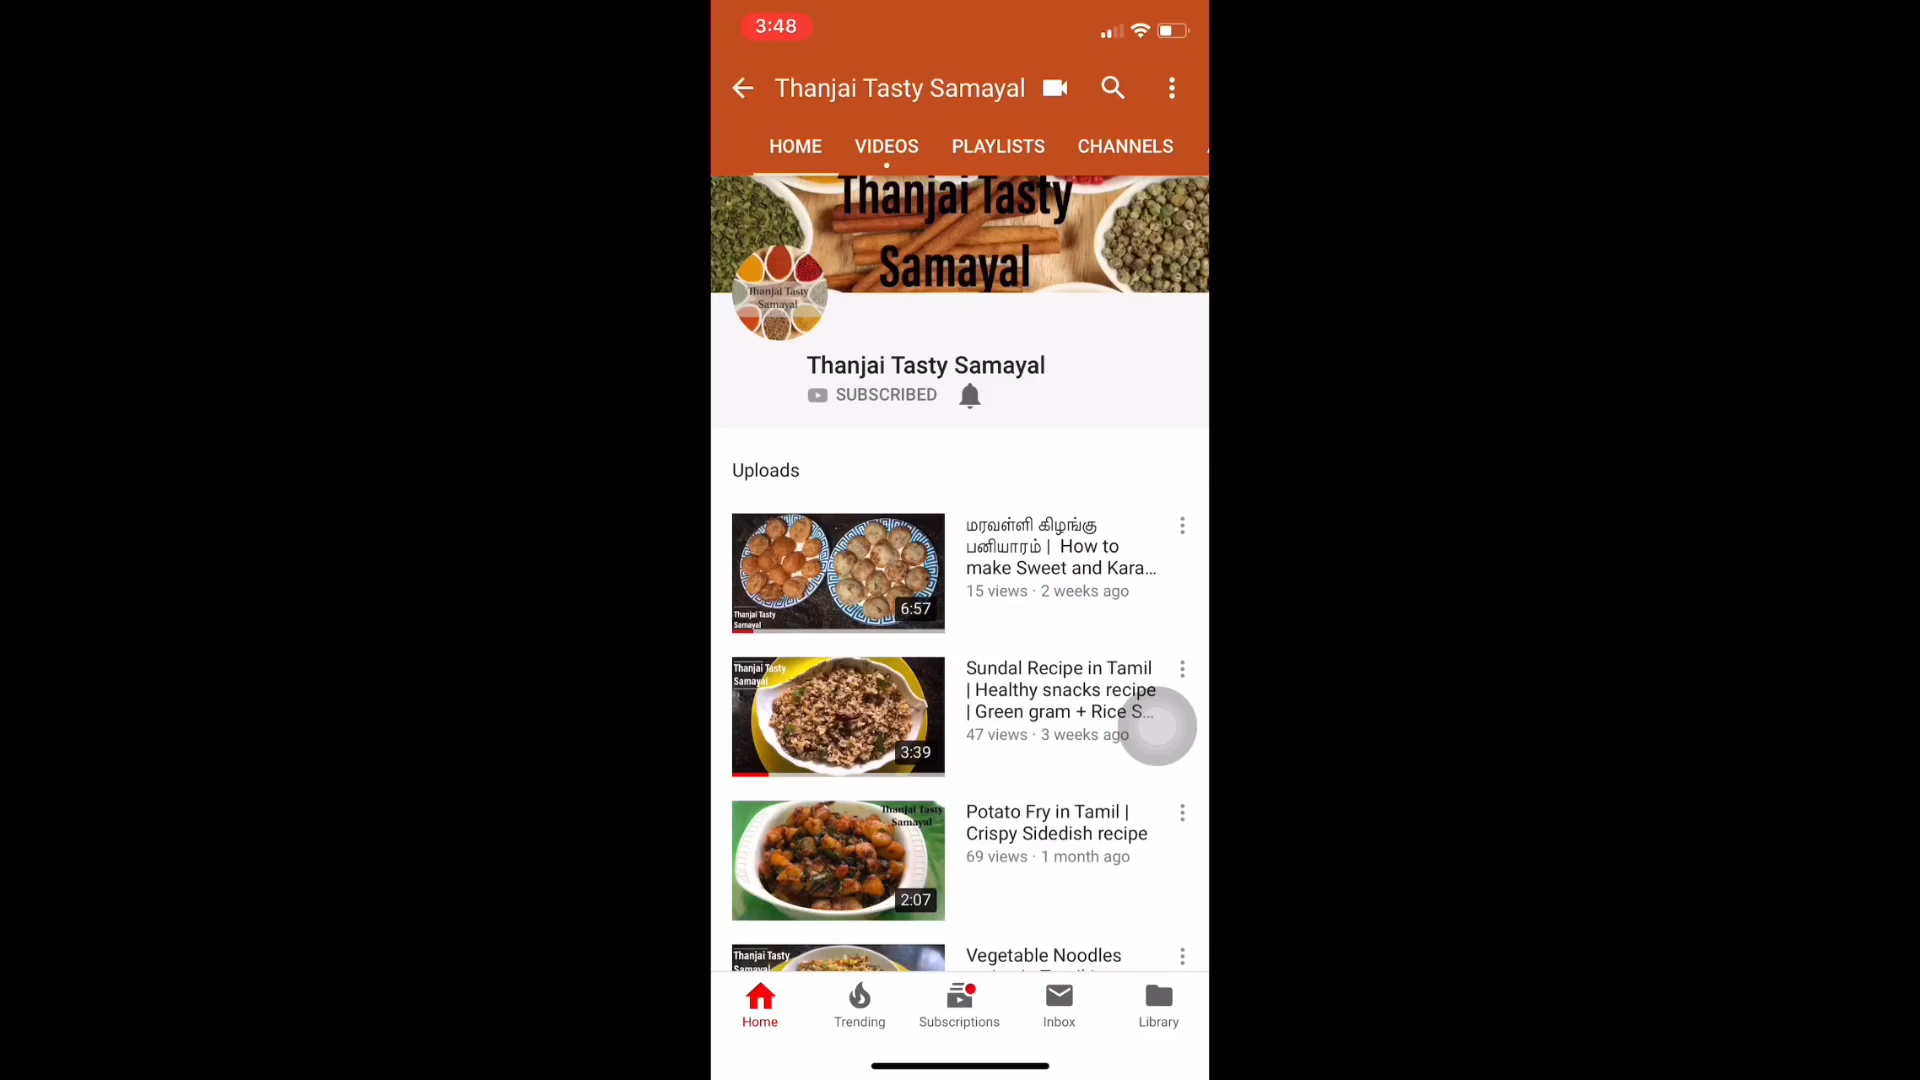 3:48
Thanjai Tasty Samayal
HOME VIDEOS PLAYLISTS CHANNELS
Thanjai Tasty
Samayal
Thanjai Tasty
Samayal
Thanjai Tasty Samayal
SUBSCRIBED
Uploads
மரவள்ளி கிழங்கு
பனியாரம் | How to
make Sweet and Kara...
15 views · 2 weeks ago
6:57
Thanjai Tasty
Samayal
Sundal Recipe in Tamil
| Healthy snacks recipe
| Green gram + Rice S...
47 views · 3 weeks ago
Thanjai Tasty
Samayal
3:39
Potato Fry in Tamil |
Crispy Sidedish recipe
69 views · 1 month ago
Thanjai Tasty
Samayal
2:07
Vegetable Noodles
Thanjai Tasty
Samayal
Home Trending Subscriptions Inbox Library